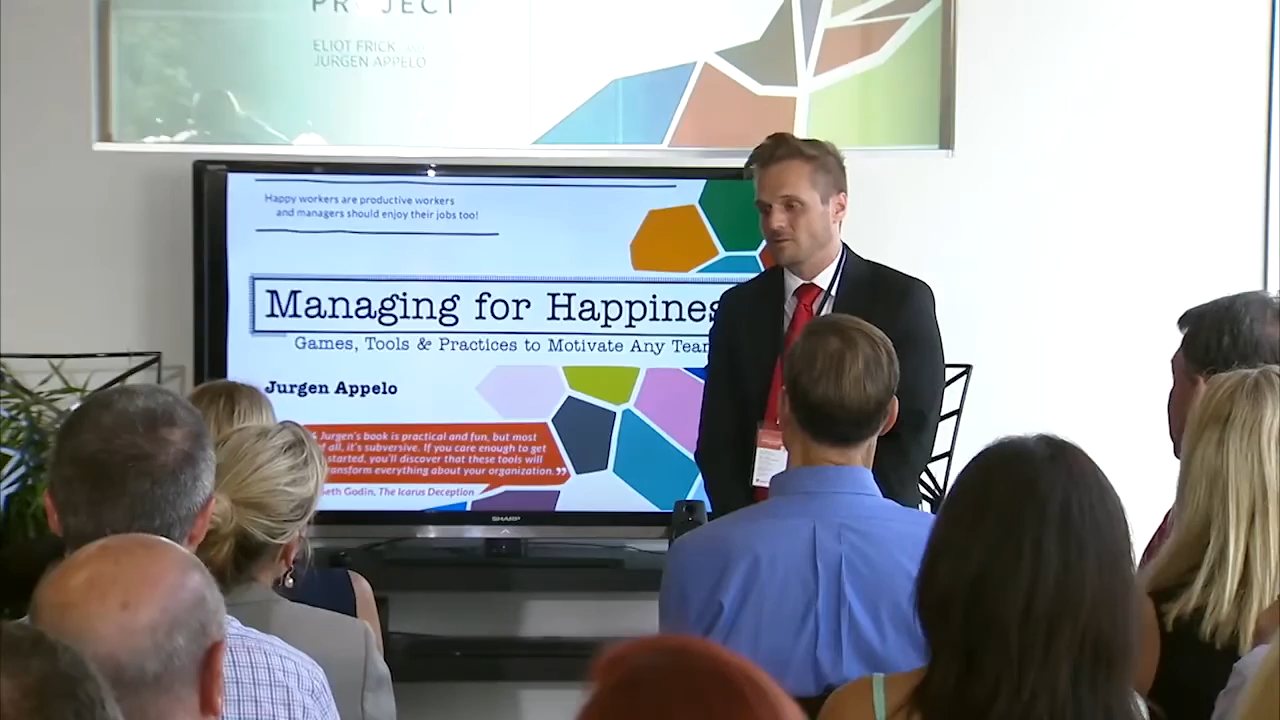 PROJECT
ELIOT FRICK AND
JURGEN APPELO
Happy workers are productive workers
and managers should enjoy their jobs too!
Managing for Happines
Games, Tools & Practices to Motivate Any Team
Jurgen Appelo
Jurgen's book is practical and fun, but most
of all, it's subversive. If you care enough to get
started, you'll discover that these tools will
transform everything about your organization.”
Seth Godin, The Icarus Deception
SHARP